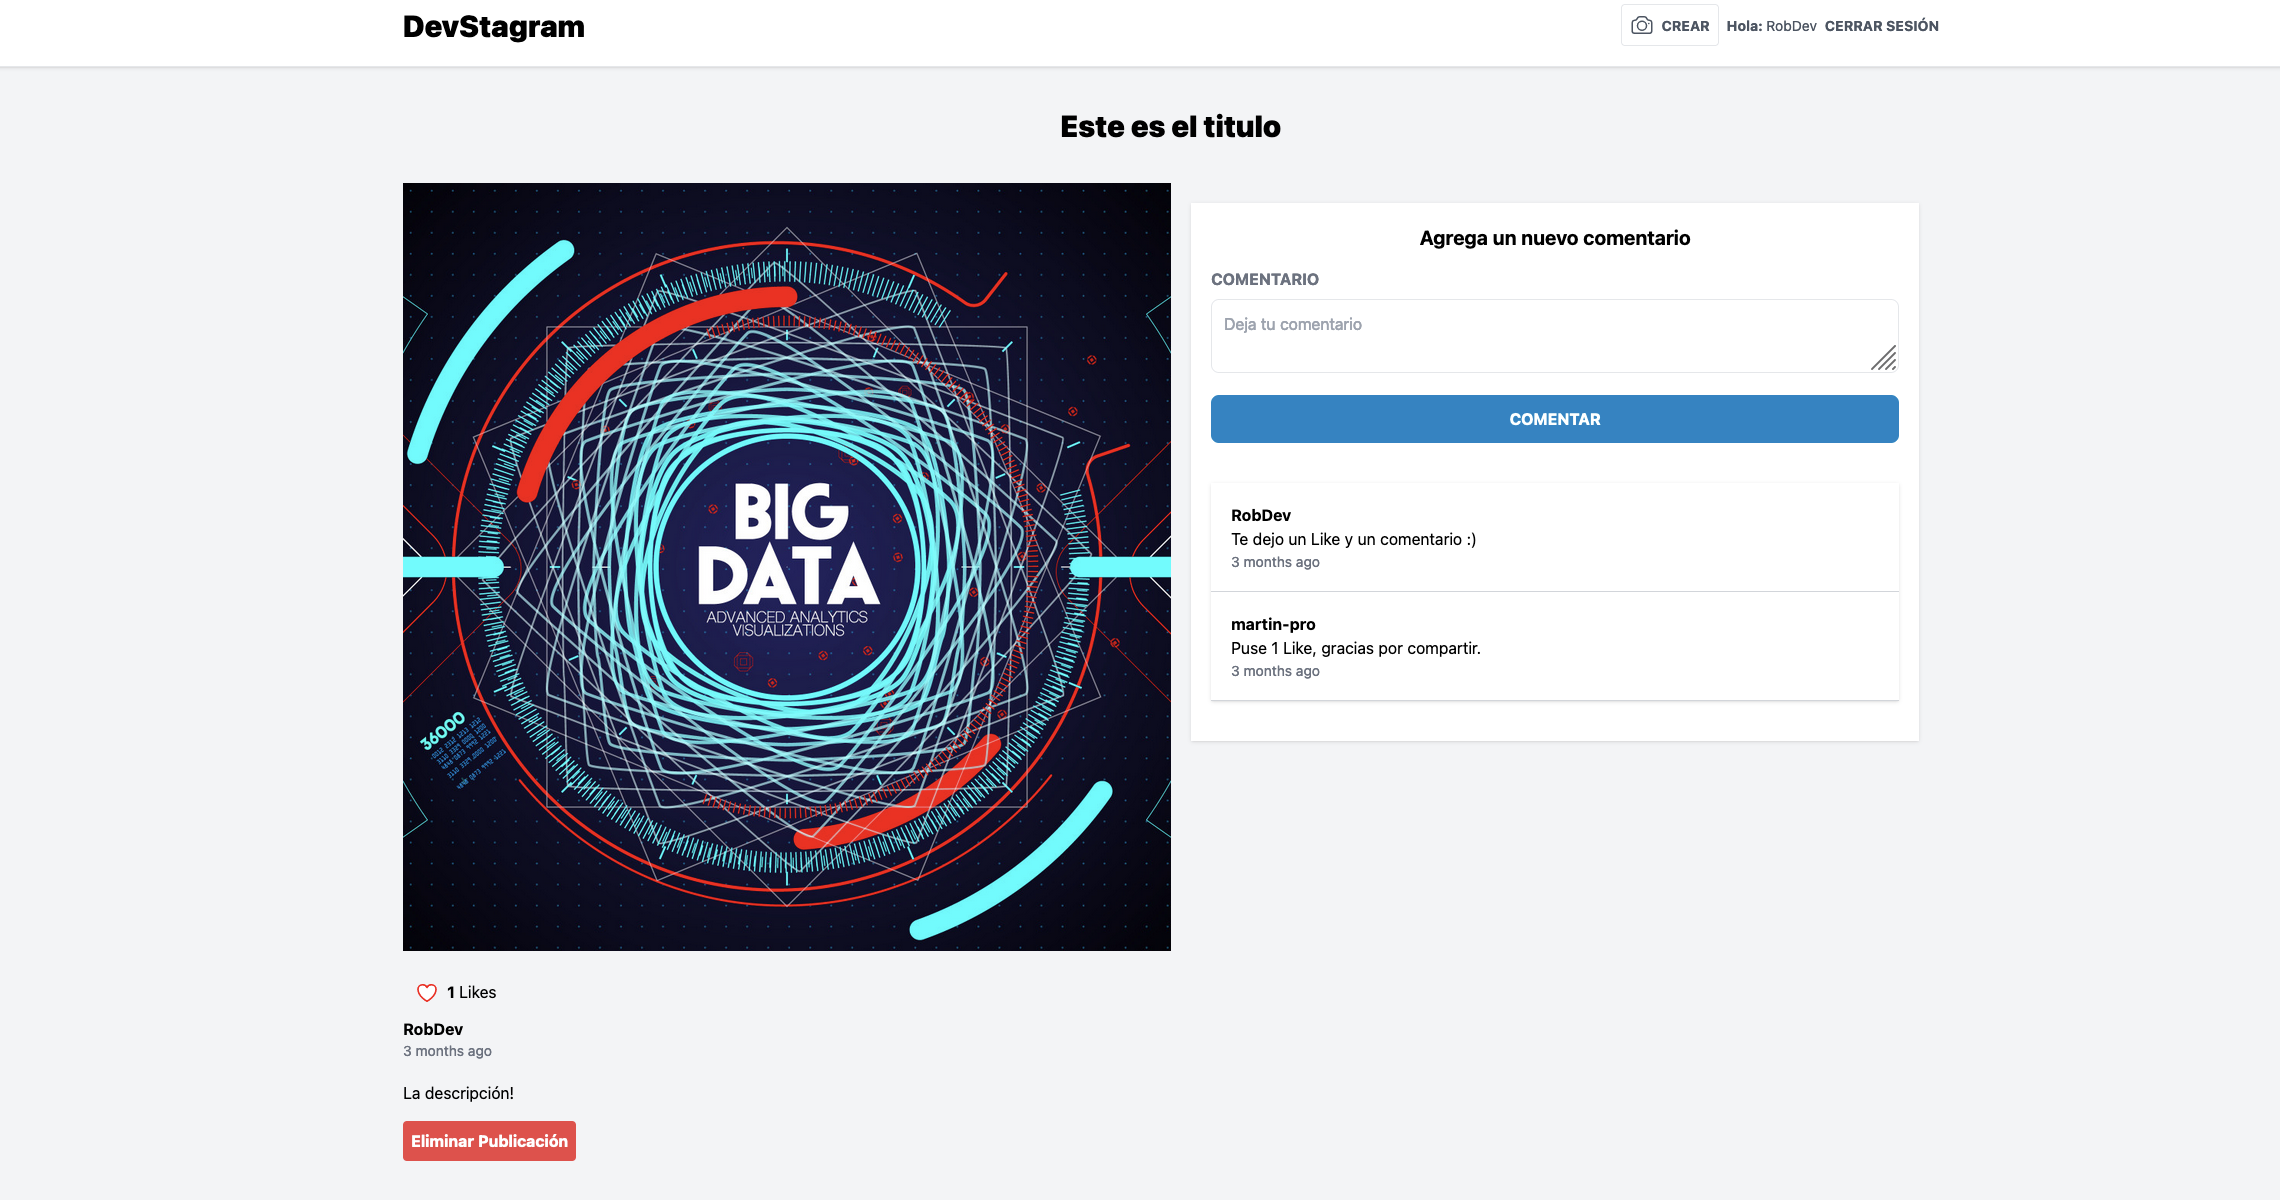 DevStagram
CREAR
Hola: RobDev
CERRAR SESIÓN
Este es el titulo
BIG
DATA
ADVANCED ANALYTICS
VISUALIZATIONS
36000
1 Likes
RobDev
3 months ago
La descripción!
Eliminar Publicación
Agrega un nuevo comentario
COMENTARIO
Deja tu comentario
COMENTAR
RobDev
Te dejo un Like y un comentario :)
3 months ago
martin-pro
Puse 1 Like, gracias por compartir.
3 months ago